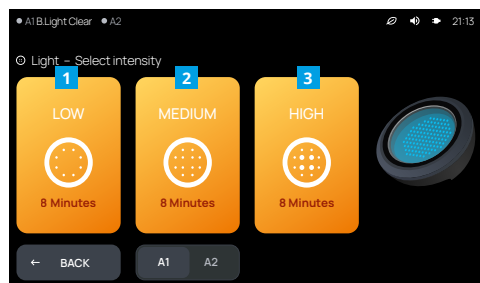 A1 B.Light Clear A2
21:13
Light – Select intensity
1
2
3
LOW
MEDIUM
HIGH
8 Minutes
8 Minutes
8 Minutes
← BACK
A1
A2